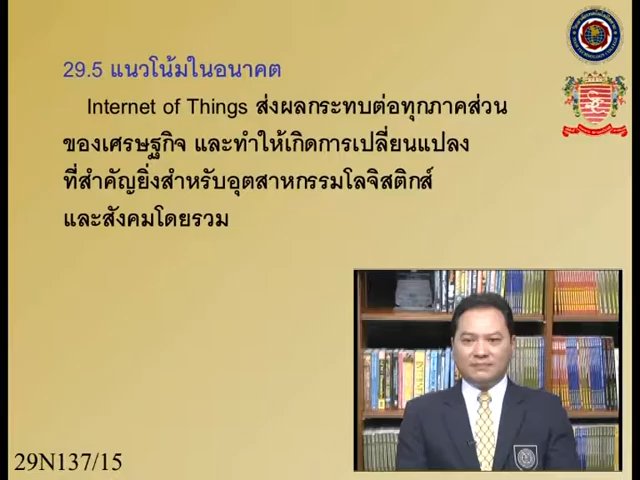 29.5 แนวโน้มในอนาคต
Internet of Things ส่งผลกระทบต่อทุกภาคส่วน
ของเศรษฐกิจ และทำให้เกิดการเปลี่ยนแปลง
ที่สำคัญยิ่งสำหรับอุตสาหกรรมโลจิสติกส์
และสังคมโดยรวม
29N137/15